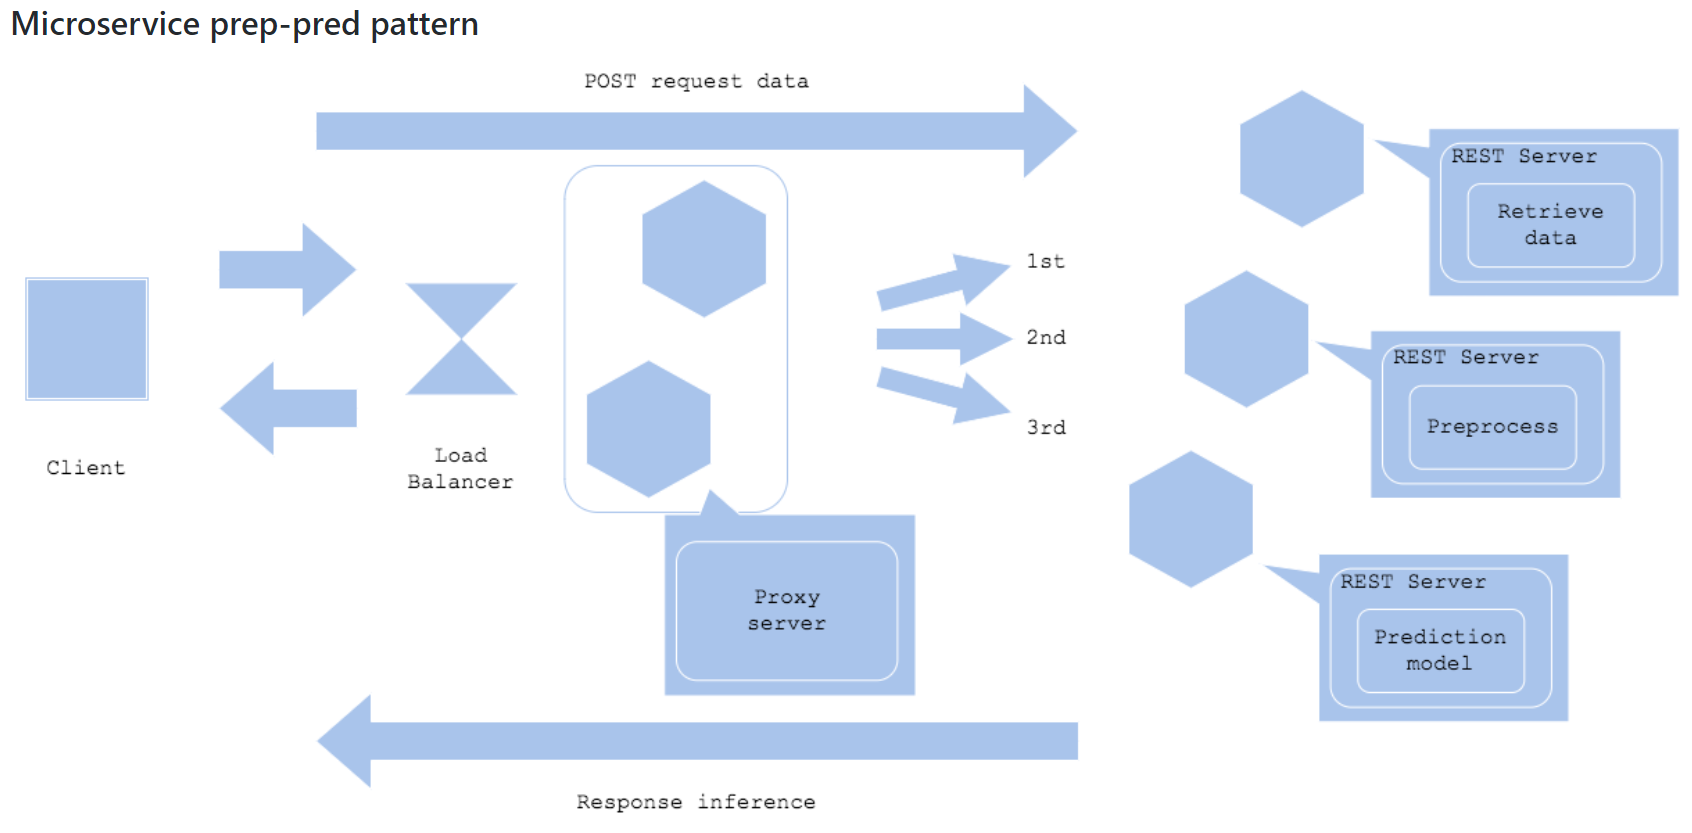 Microservice prep-pred pattern
POST request data
REST Server
Retrieve
data
1st
2nd
3rd
REST Server
Preprocess
Client
Load
Balancer
Proxy
server
REST Server
Prediction
model
Response inference